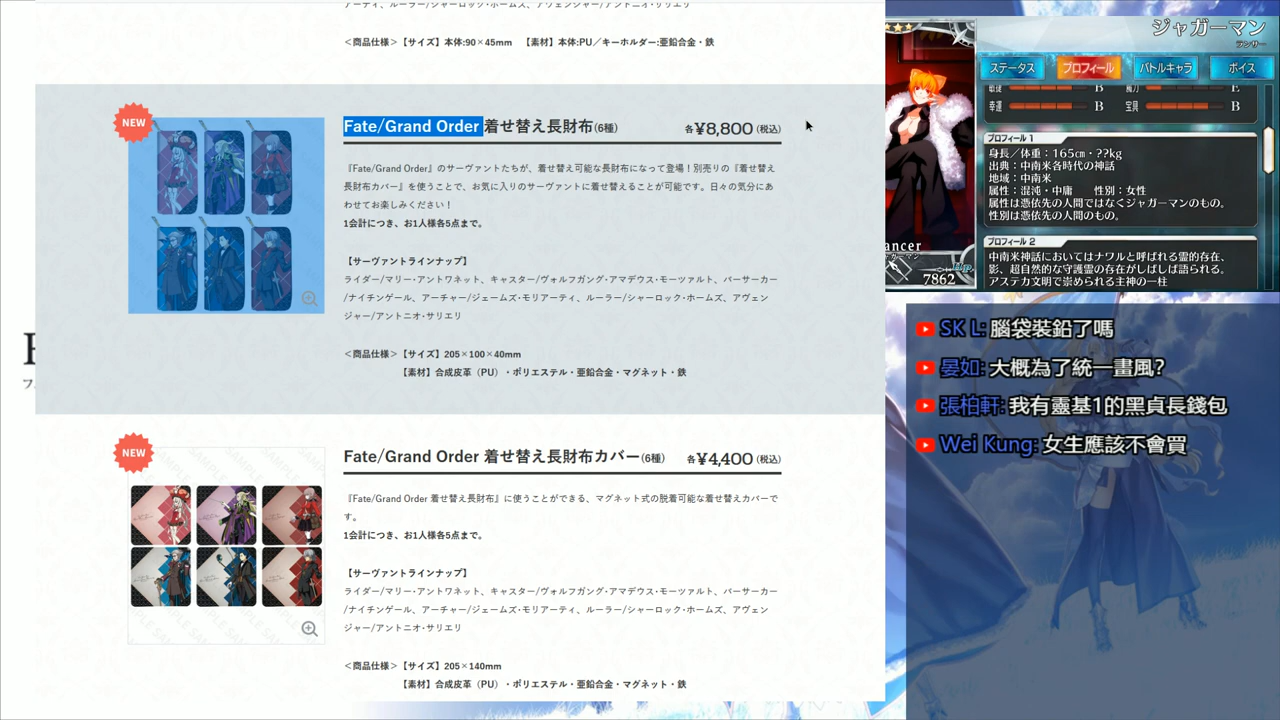 アーティ、ルーラー/シャーロック・ホームズ、アヴェンジャー/アントニオ・サリエリ
＜商品仕様＞【サイズ】本体:90×45mm 【素材】本体:PU／キーホルダー:亜鉛合金・鉄
NEW
Fate/Grand Order 着せ替え長財布(6種)
各¥8,800 (税込)
『Fate/Grand Order』のサーヴァントたちが、着せ替え可能な長財布になって登場！別売りの『着せ替え
長財布カバー』を使うことで、お気に入りのサーヴァントに着せ替えることが可能です。日々の気分にあ
わせてお楽しみください！
1会計につき、お1人様各5点まで。
【サーヴァントラインナップ】
ライダー/マリー・アントワネット、キャスター/ヴォルフガング・アマデウス・モーツァルト、バーサーカー
/ナイチンゲール、アーチャー/ジェームズ・モリアーティ、ルーラー/シャーロック・ホームズ、アヴェン
ジャー/アントニオ・サリエリ
＜商品仕様＞【サイズ】205×100×40mm
【素材】合成皮革（PU）・ポリエステル・亜鉛合金・マグネット・鉄
NEW
Fate/Grand Order 着せ替え長財布カバー(6種)
各¥4,400 (税込)
『Fate/Grand Order 着せ替え長財布』に使うことができる、マグネット式の脱着可能な着せ替えカバーで
す。
1会計につき、お1人様各5点まで。
【サーヴァントラインナップ】
ライダー/マリー・アントワネット、キャスター/ヴォルフガング・アマデウス・モーツァルト、バーサーカー
/ナイチンゲール、アーチャー/ジェームズ・モリアーティ、ルーラー/シャーロック・ホームズ、アヴェン
ジャー/アントニオ・サリエリ
＜商品仕様＞【サイズ】205×140mm
【素材】合成皮革（PU）・ポリエステル・亜鉛合金・マグネット・鉄
ジャガーマン
ランサー
ステータス プロフィール バトルキャラ ボイス
敏捷 B 魔力 E
幸運 B 宝具 B
プロフィール 1
身長／体重：165cm・??kg
出典：中南米各時代の神話
地域：中南米
属性：混沌・中庸 性別：女性
属性は憑依先の人間ではなくジャガーマンのもの。
性別は憑依先の人間のもの。
プロフィール 2
中南米神話においてはナワルと呼ばれる霊的存在、
影、超自然的な守護霊の存在がしばしば語られる。
アステカ文明で崇められる主神の一柱
ancer
ガーマン
7862
SK L: 腦袋裝鉛了嗎
晏如: 大概為了統一畫風?
張柏軒: 我有靈基1的黑貞長錢包
Wei Kung: 女生應該不會買